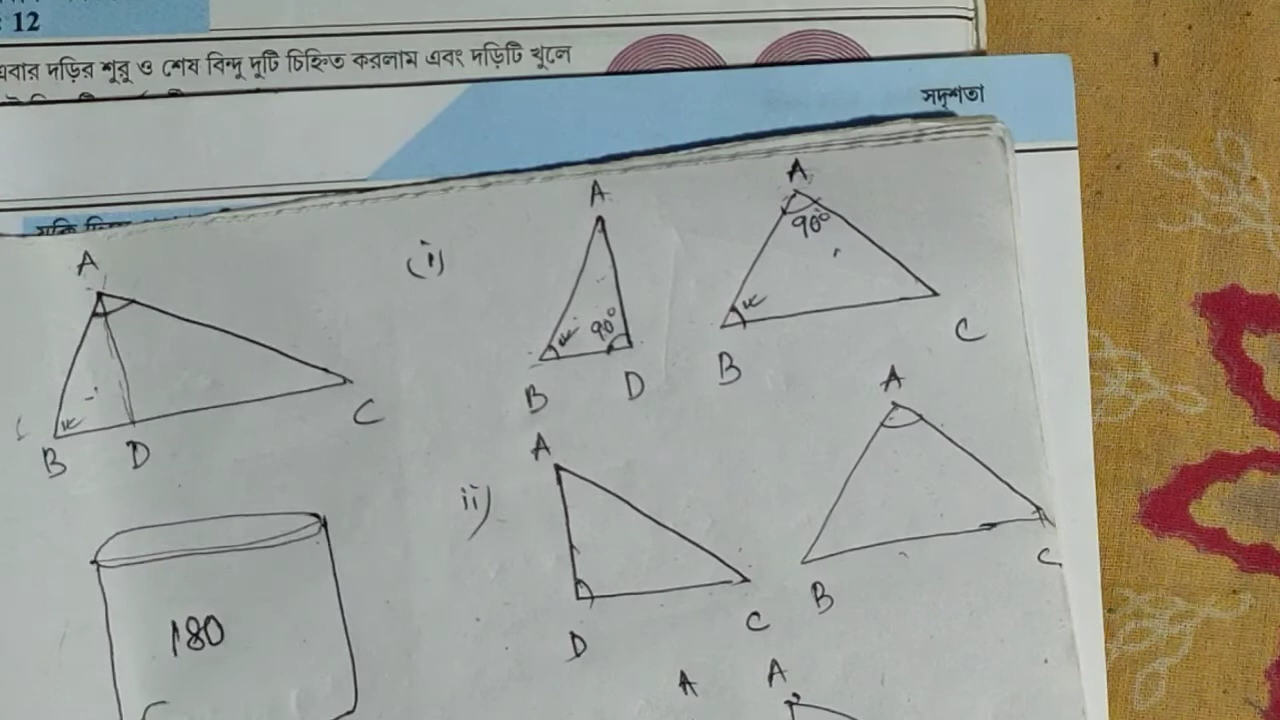 : 12
এবার দড়ির শুরু ও শেষ বিন্দু দুটি চিহ্নিত করলাম এবং দড়িটি খুলে
সদৃশতা
A
B
D
C
(i)
A
90°
B
D
A
90°
B
C
ii)
A
D
C
A
B
C
180
A
A